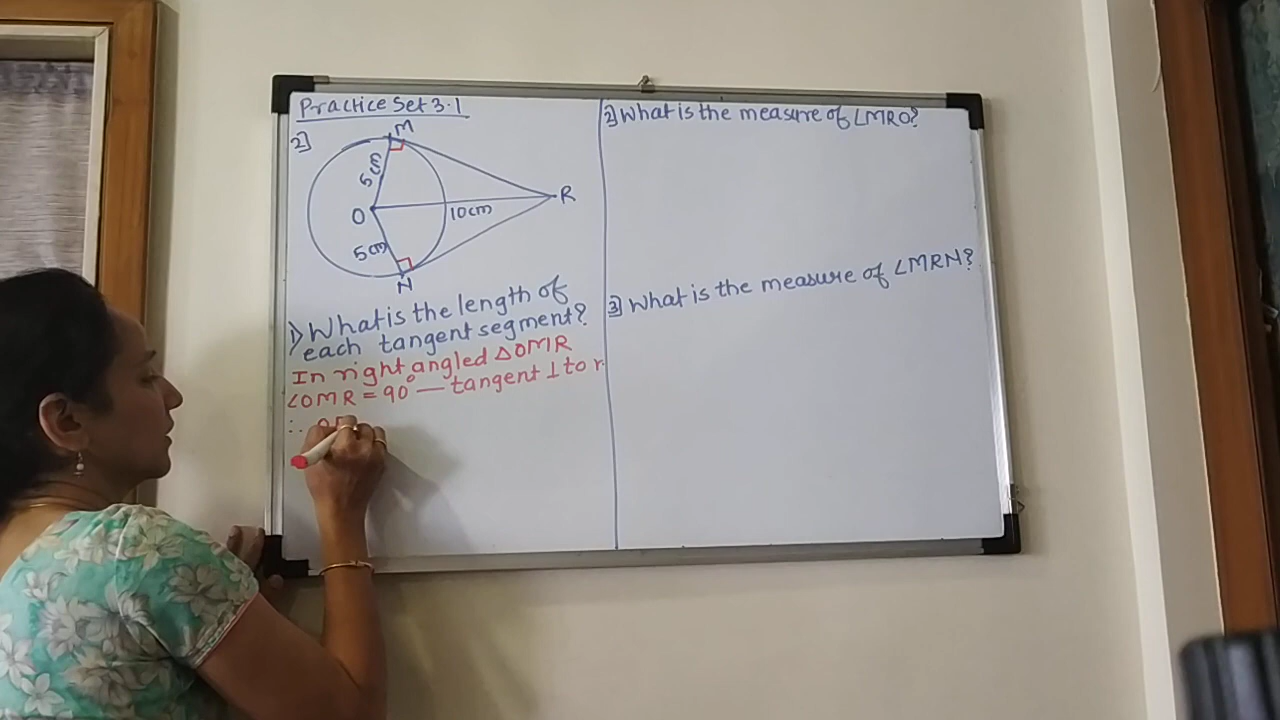 Practice Set 3.1
2]
M
5cm
O
10cm
R
5cm
N
1) What is the length of
each tangent segment?
In right angled △OMR
∠OMR = 90° — tangent ⊥ to r
∴
2] What is the measure of ∠MRO?
3] What is the measure of ∠MRN?